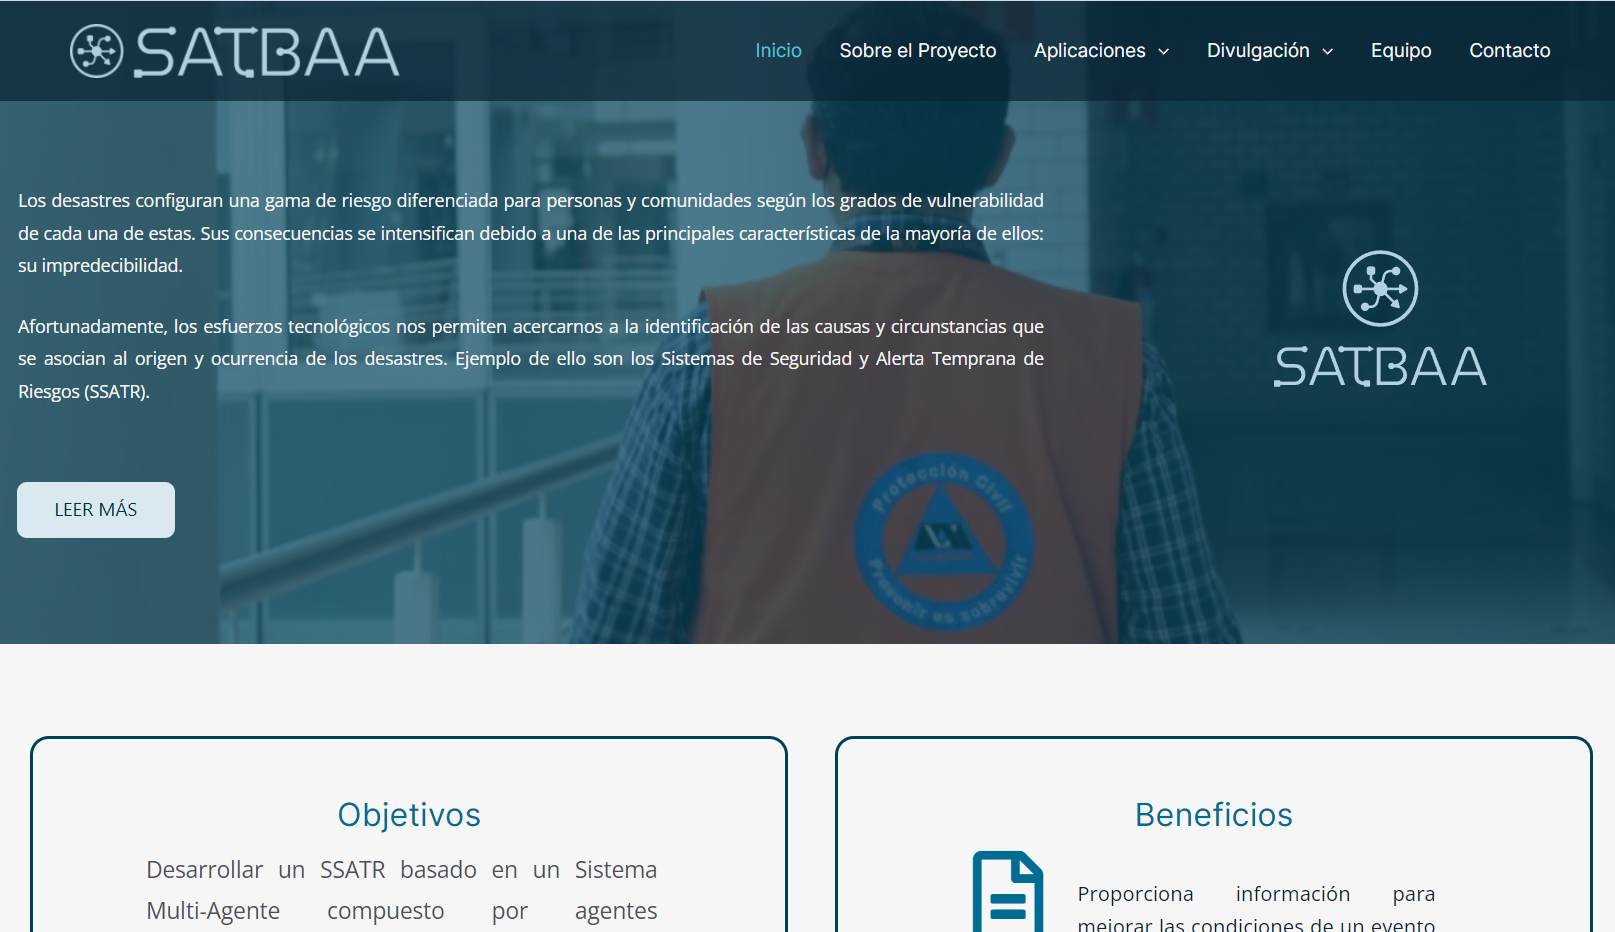 SATBAA
Inicio
Sobre el Proyecto
Aplicaciones
Divulgación
Equipo
Contacto
Los desastres configuran una gama de riesgo diferenciada para personas y comunidades según los grados de vulnerabilidad
de cada una de estas. Sus consecuencias se intensifican debido a una de las principales características de la mayoría de ellos:
su impredecibilidad.
Afortunadamente, los esfuerzos tecnológicos nos permiten acercarnos a la identificación de las causas y circunstancias que
se asocian al origen y ocurrencia de los desastres. Ejemplo de ello son los Sistemas de Seguridad y Alerta Temprana de
Riesgos (SSATR).
LEER MÁS
SATBAA
Protección Civil
Prevenir es sobrevivir
Objetivos
Desarrollar un SSATR basado en un Sistema
Multi-Agente compuesto por agentes
Beneficios
Proporciona información para
mejorar las condiciones de un evento